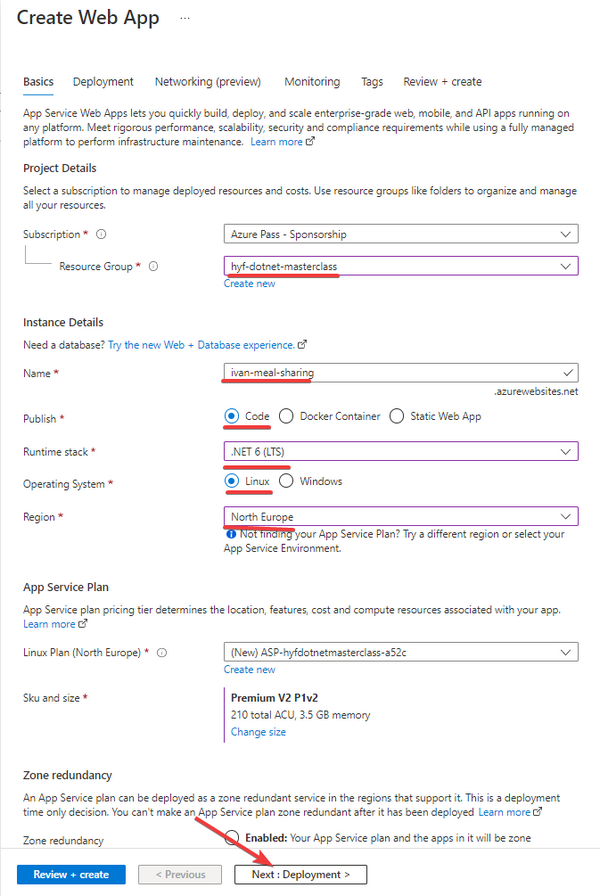 Create Web App ...
Basics Deployment Networking (preview) Monitoring Tags Review + create
App Service Web Apps lets you quickly build, deploy, and scale enterprise-grade web, mobile, and API apps running on
any platform. Meet rigorous performance, scalability, security and compliance requirements while using a fully managed
platform to perform infrastructure maintenance. Learn more
Project Details
Select a subscription to manage deployed resources and costs. Use resource groups like folders to organize and manage
all your resources.
Subscription * Azure Pass - Sponsorship
Resource Group * hyf-dotnet-masterclass
Create new
Instance Details
Need a database? Try the new Web + Database experience.
Name * ivan-meal-sharing
.azurewebsites.net
Publish * Code Docker Container Static Web App
Runtime stack * .NET 6 (LTS)
Operating System * Linux Windows
Region * North Europe
Not finding your App Service Plan? Try a different region or select your
App Service Environment.
App Service Plan
App Service plan pricing tier determines the location, features, cost and compute resources associated with your app.
Learn more
Linux Plan (North Europe) * (New) ASP-hyfdotnetmasterclass-a52c
Create new
Sku and size * Premium V2 P1v2
210 total ACU, 3.5 GB memory
Change size
Zone redundancy
An App Service plan can be deployed as a zone redundant service in the regions that support it. This is a deployment
time only decision. You can't make an App Service plan zone redundant after it has been deployed Learn more
Zone redundancy Enabled: Your App Service plan and the apps in it will be zone
Review + create < Previous Next : Deployment >